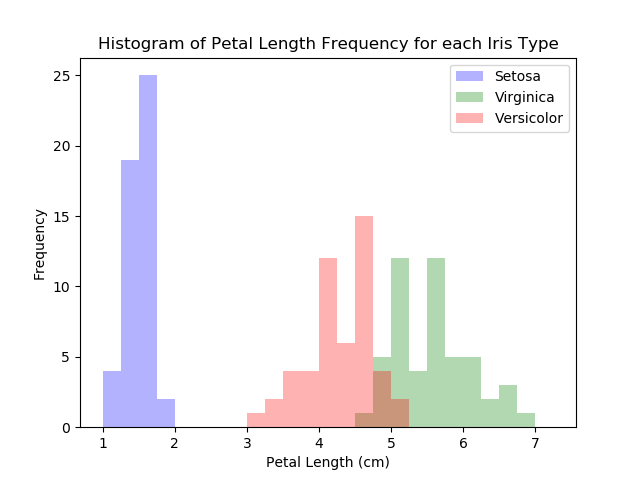 Histogram of Petal Length Frequency for each Iris Type
Setosa
Virginica
Versicolor
Frequency
25
20
15
10
5
0
1 2 3 4 5 6 7
Petal Length (cm)